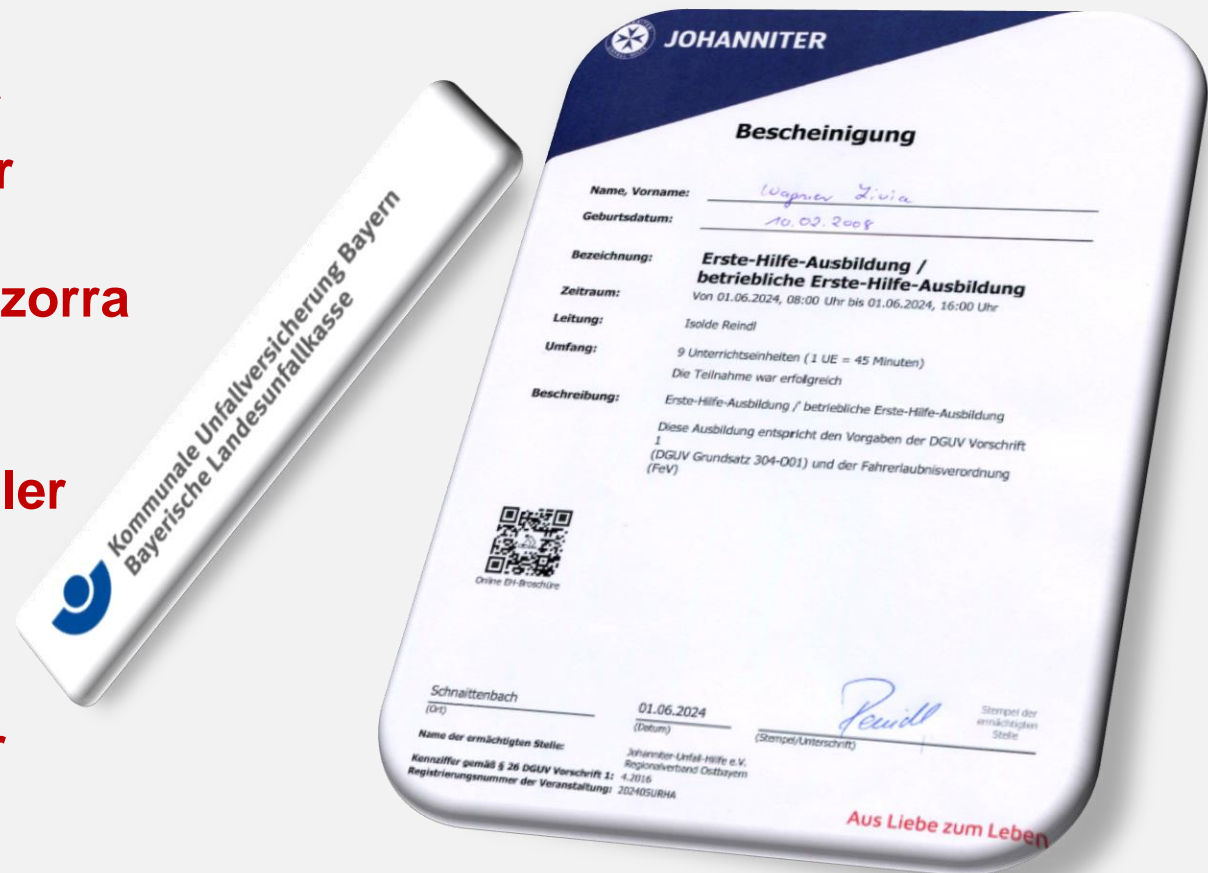 r
zorra
ler
r
Kommunale Unfallversicherung Bayern
Bayerische Landesunfallkasse
JOHANNITER
Bescheinigung
Name, Vorname: Wagner Livia
Geburtsdatum: 10.02.2008
Bezeichnung: Erste-Hilfe-Ausbildung /
betriebliche Erste-Hilfe-Ausbildung
Zeitraum: Von 01.06.2024, 08:00 Uhr bis 01.06.2024, 16:00 Uhr
Leitung: Isolde Reindl
Umfang: 9 Unterrichtseinheiten (1 UE = 45 Minuten)
Die Teilnahme war erfolgreich
Beschreibung: Erste-Hilfe-Ausbildung / betriebliche Erste-Hilfe-Ausbildung
Diese Ausbildung entspricht den Vorgaben der DGUV Vorschrift
1
(DGUV Grundsatz 304-001) und der Fahrerlaubnisverordnung
(FeV)
Online EH-Broschüre
Schnaittenbach
(Ort)
01.06.2024
(Datum)
Reindl
(Stempel/Unterschrift)
Stempel der
ermächtigten
Stelle
Name der ermächtigten Stelle: Johanniter-Unfall-Hilfe e.V.
Regionalverband Ostbayern
Kennziffer gemäß § 26 DGUV Vorschrift 1: 4.2016
Registrierungsnummer der Veranstaltung: 202405URHA
Aus Liebe zum Leben